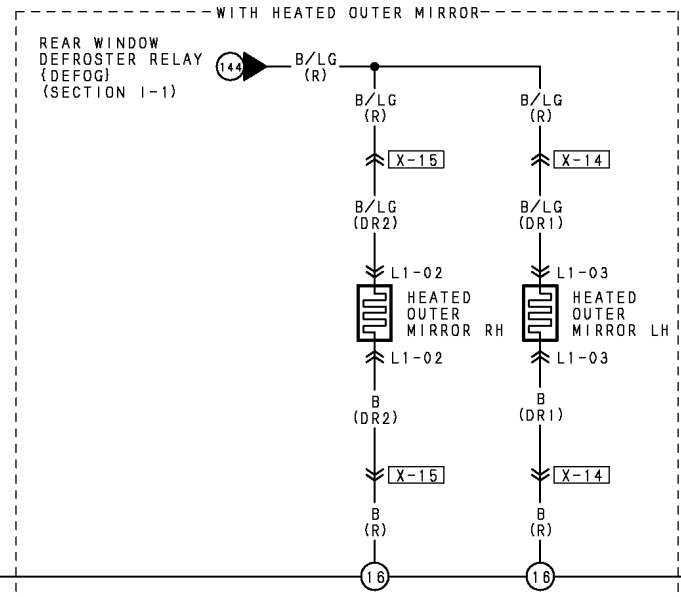 WITH HEATED OUTER MIRROR
REAR WINDOW
DEFROSTER RELAY
{DEFOG}
(SECTION I-1)
144
B/LG
(R)
B/LG
(R)
B/LG
(R)
X-15
X-14
B/LG
(DR2)
B/LG
(DR1)
L1-02
L1-03
HEATED
OUTER
MIRROR RH
HEATED
OUTER
MIRROR LH
L1-02
L1-03
B
(DR2)
B
(DR1)
X-15
X-14
B
(R)
B
(R)
16
16